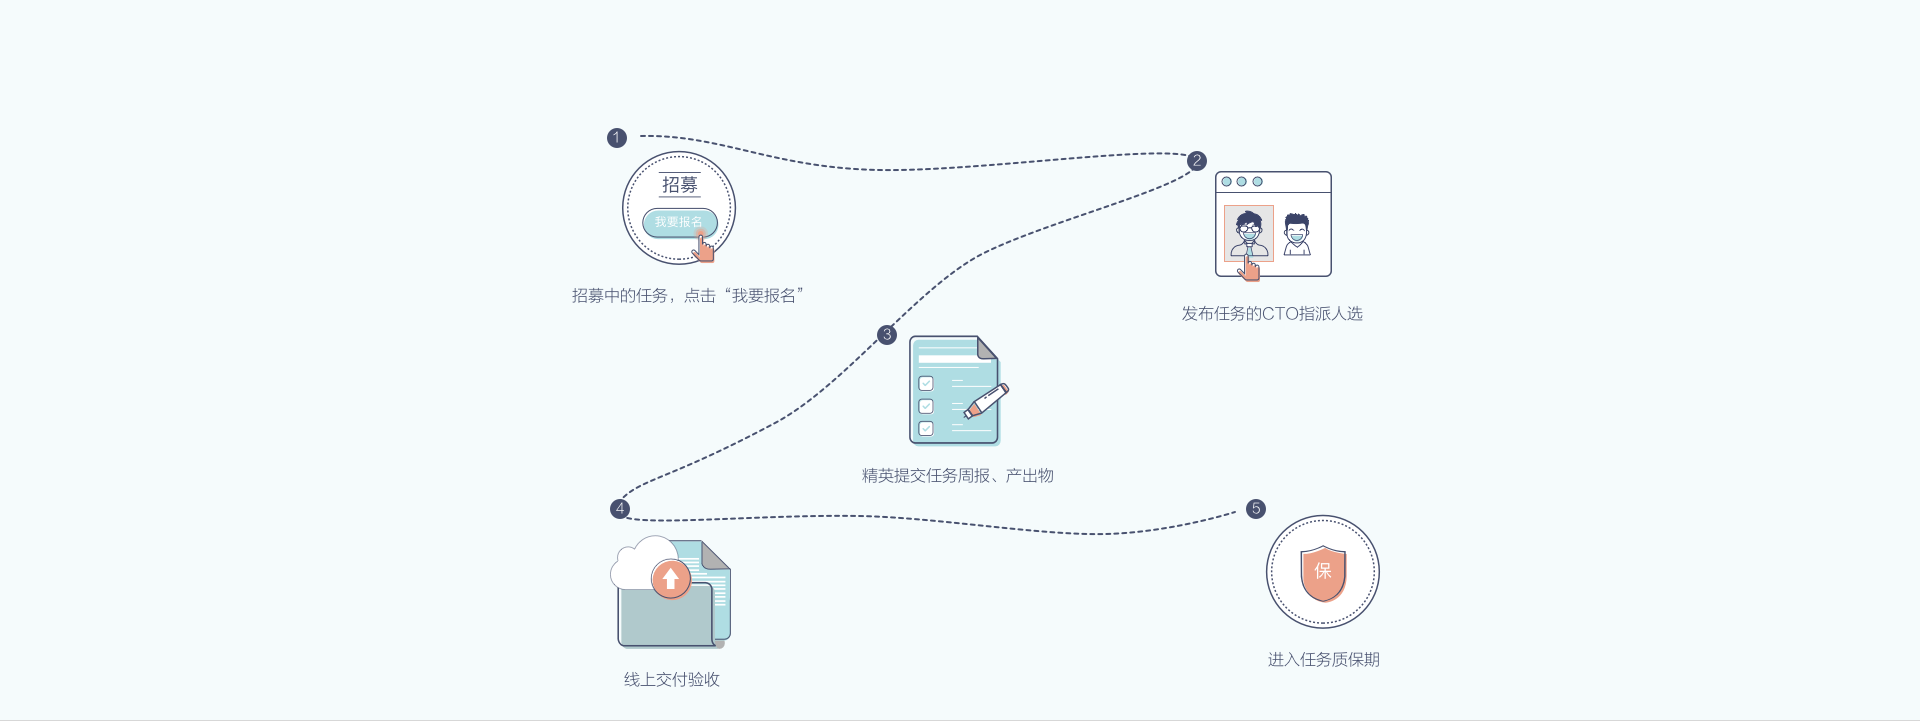 1
招募
我要报名
招募中的任务，点击“我要报名”
2
发布任务的CTO指派人选
3
精英提交任务周报、产出物
4
线上交付验收
5
保
进入任务质保期